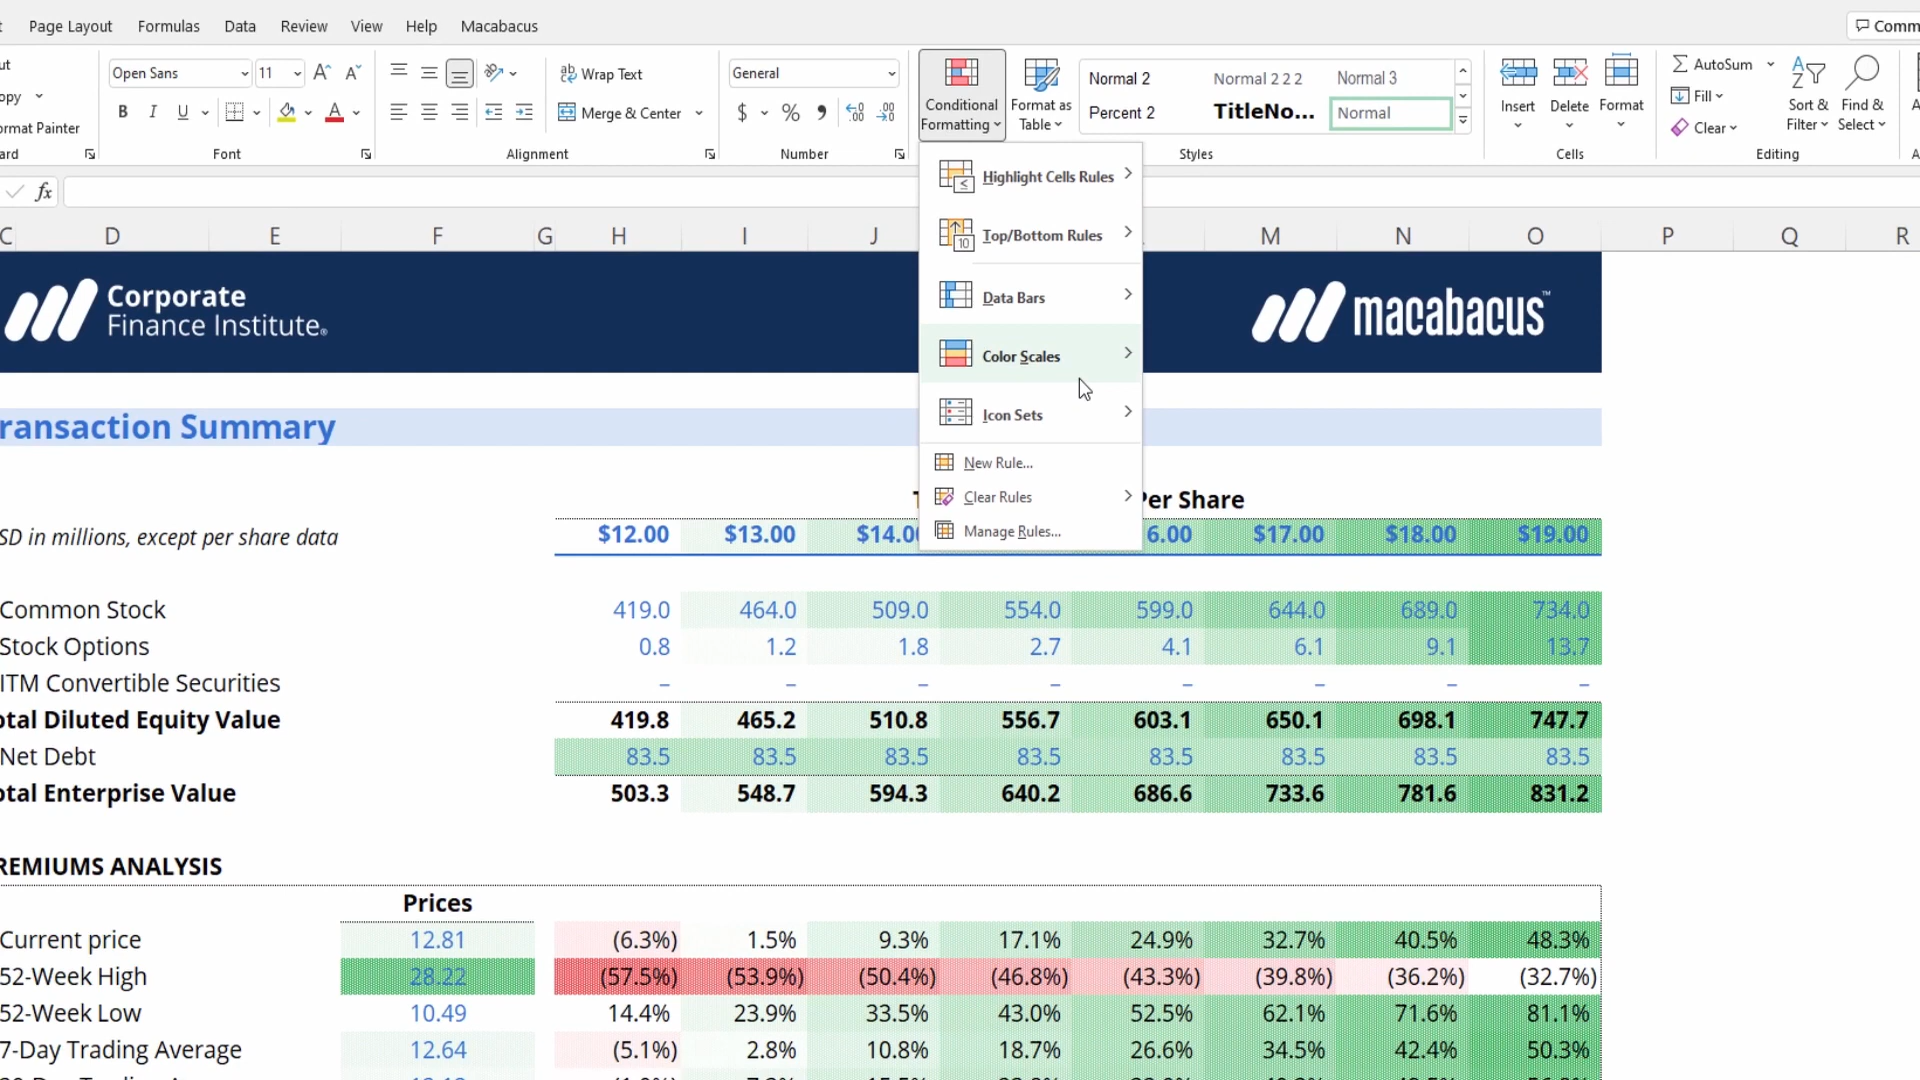 Page Layout Formulas Data Review View Help Macabacus Comm
ut Open Sans 11 A^ A˅ ab Wrap Text General Normal 2 Normal 2 2 2 Normal 3 AutoSum
opy B I U A Merge & Center $ % , Conditional Formatting Format as Table Percent 2 TitleNo... Normal Insert Delete Format Fill Sort & Filter Find & Select
ormat Painter Clear
ard Font Alignment Number Styles Cells Editing A
fx
C D E F G H I J M N O P Q R
Highlight Cells Rules
Top/Bottom Rules
Data Bars
Color Scales
Icon Sets
New Rule...
Clear Rules
Manage Rules...
Corporate
Finance Institute®
macabacus™
ransaction Summary
T Per Share
SD in millions, except per share data $12.00 $13.00 $14.00 6.00 $17.00 $18.00 $19.00
Common Stock 419.0 464.0 509.0 554.0 599.0 644.0 689.0 734.0
Stock Options 0.8 1.2 1.8 2.7 4.1 6.1 9.1 13.7
ITM Convertible Securities – – – – – – – –
otal Diluted Equity Value 419.8 465.2 510.8 556.7 603.1 650.1 698.1 747.7
Net Debt 83.5 83.5 83.5 83.5 83.5 83.5 83.5 83.5
otal Enterprise Value 503.3 548.7 594.3 640.2 686.6 733.6 781.6 831.2
REMIUMS ANALYSIS
Prices
Current price 12.81 (6.3%) 1.5% 9.3% 17.1% 24.9% 32.7% 40.5% 48.3%
52-Week High 28.22 (57.5%) (53.9%) (50.4%) (46.8%) (43.3%) (39.8%) (36.2%) (32.7%)
52-Week Low 10.49 14.4% 23.9% 33.5% 43.0% 52.5% 62.1% 71.6% 81.1%
7-Day Trading Average 12.64 (5.1%) 2.8% 10.8% 18.7% 26.6% 34.5% 42.4% 50.3%